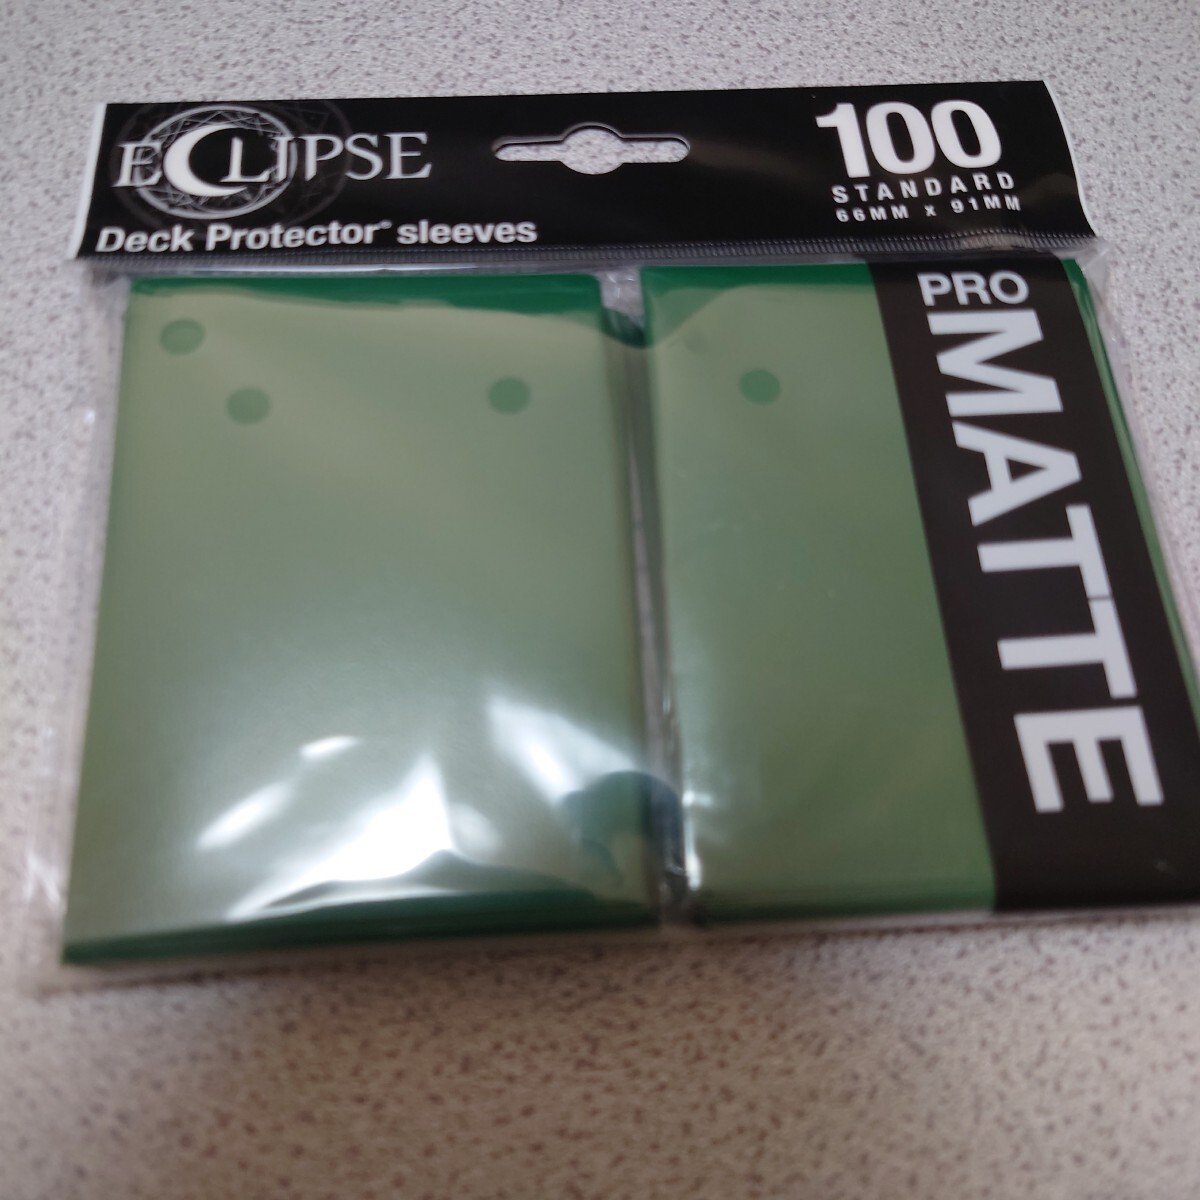 ECLIPSE
Deck Protector® sleeves
100
STANDARD
66MM x 91MM
PRO
MATTE